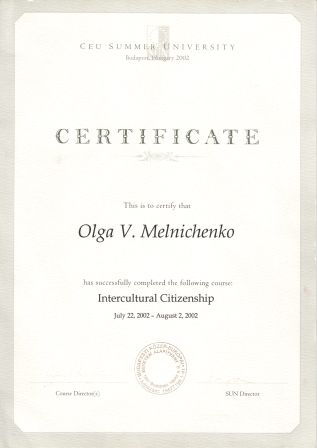 CEU SUMMER UNIVERSITY
Budapest, Hungary 2002
CERTIFICATE
This is to certify that
Olga V. Melnichenko
has successfully completed the following course:
Intercultural Citizenship
July 22, 2002 - August 2, 2002
Course Director(s)
SUN Director